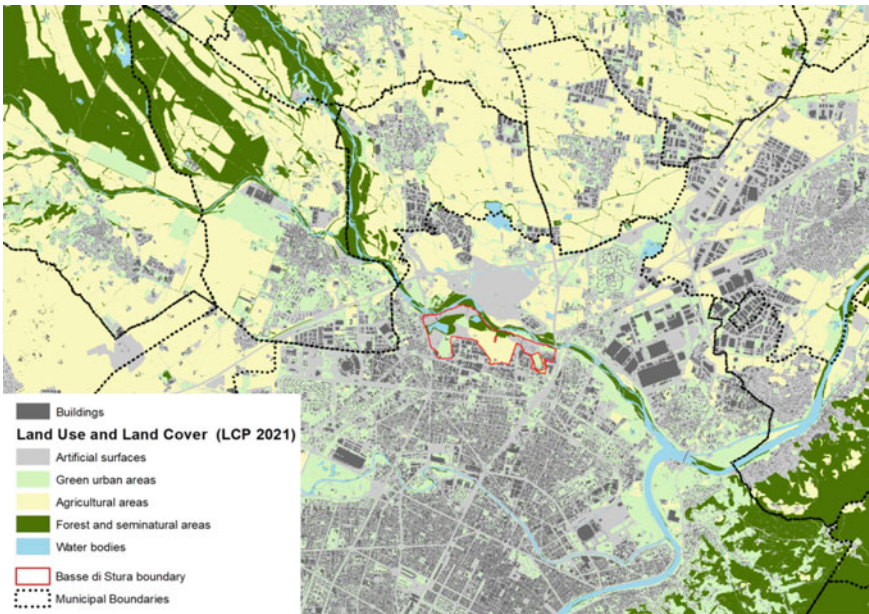 Buildings
Land Use and Land Cover (LCP 2021)
Artificial surfaces
Green urban areas
Agricultural areas
Forest and seminatural areas
Water bodies
Basse di Stura boundary
Municipal Boundaries